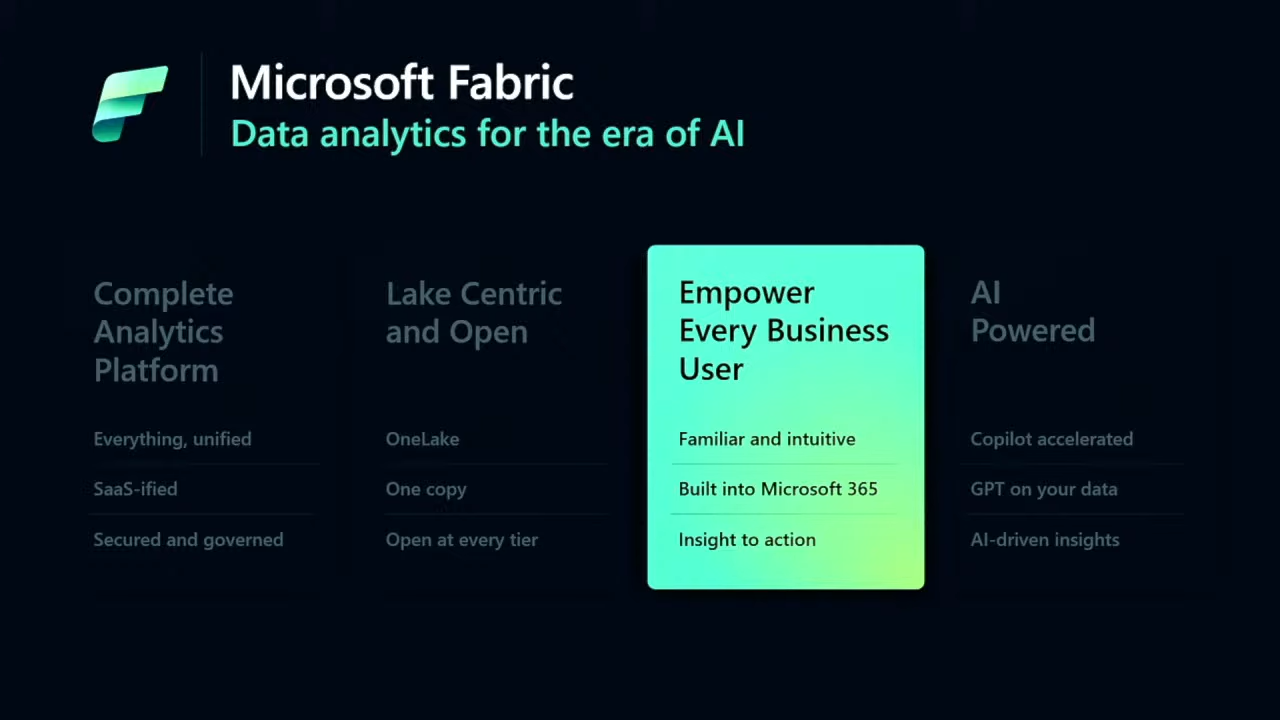 Microsoft Fabric
Data analytics for the era of AI
Complete
Analytics
Platform
Everything, unified
SaaS-ified
Secured and governed
Lake Centric
and Open
OneLake
One copy
Open at every tier
Empower
Every Business
User
Familiar and intuitive
Built into Microsoft 365
Insight to action
AI
Powered
Copilot accelerated
GPT on your data
AI-driven insights